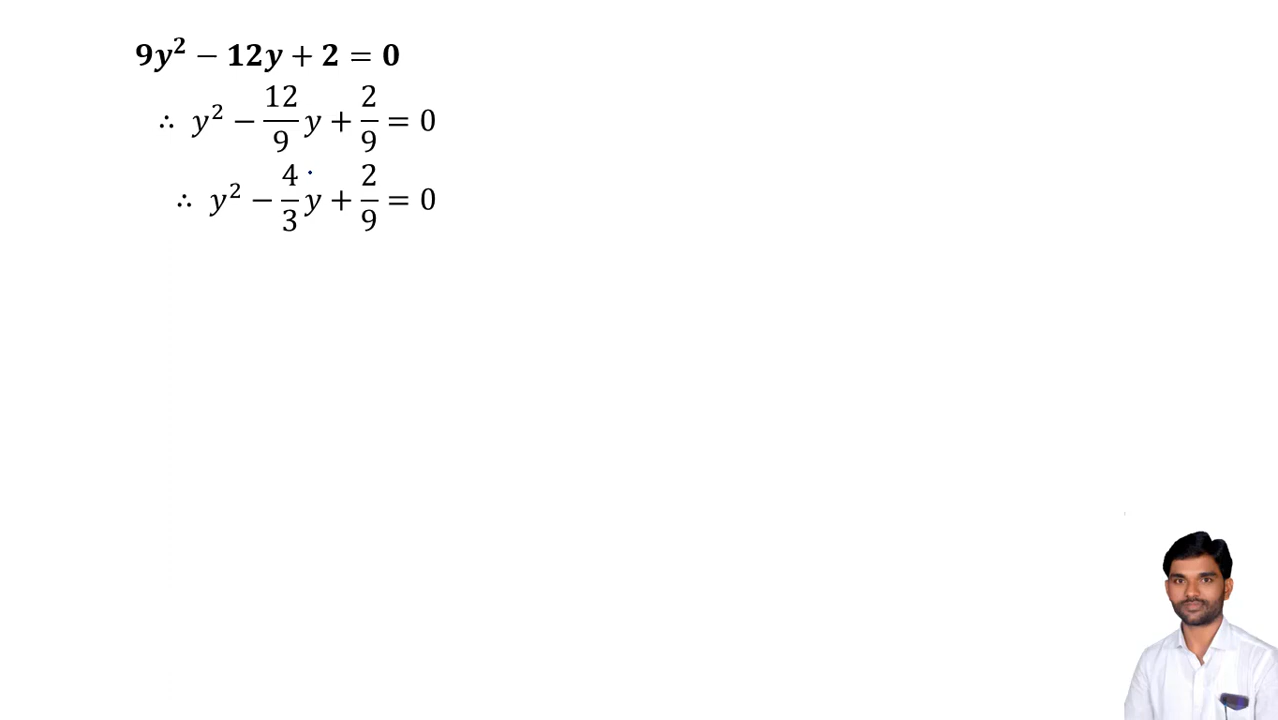 9y² − 12y + 2 = 0
∴ y² − 12/9 y + 2/9 = 0
∴ y² − 4/3 y + 2/9 = 0